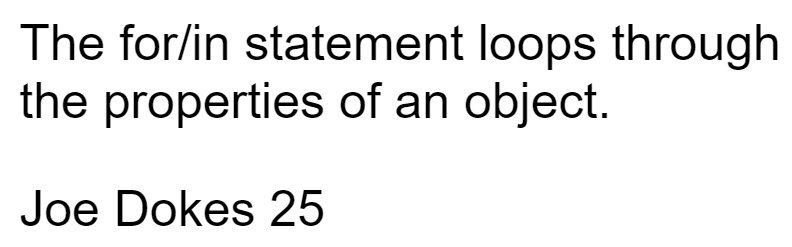 The for/in statement loops through
the properties of an object.
Joe Dokes 25